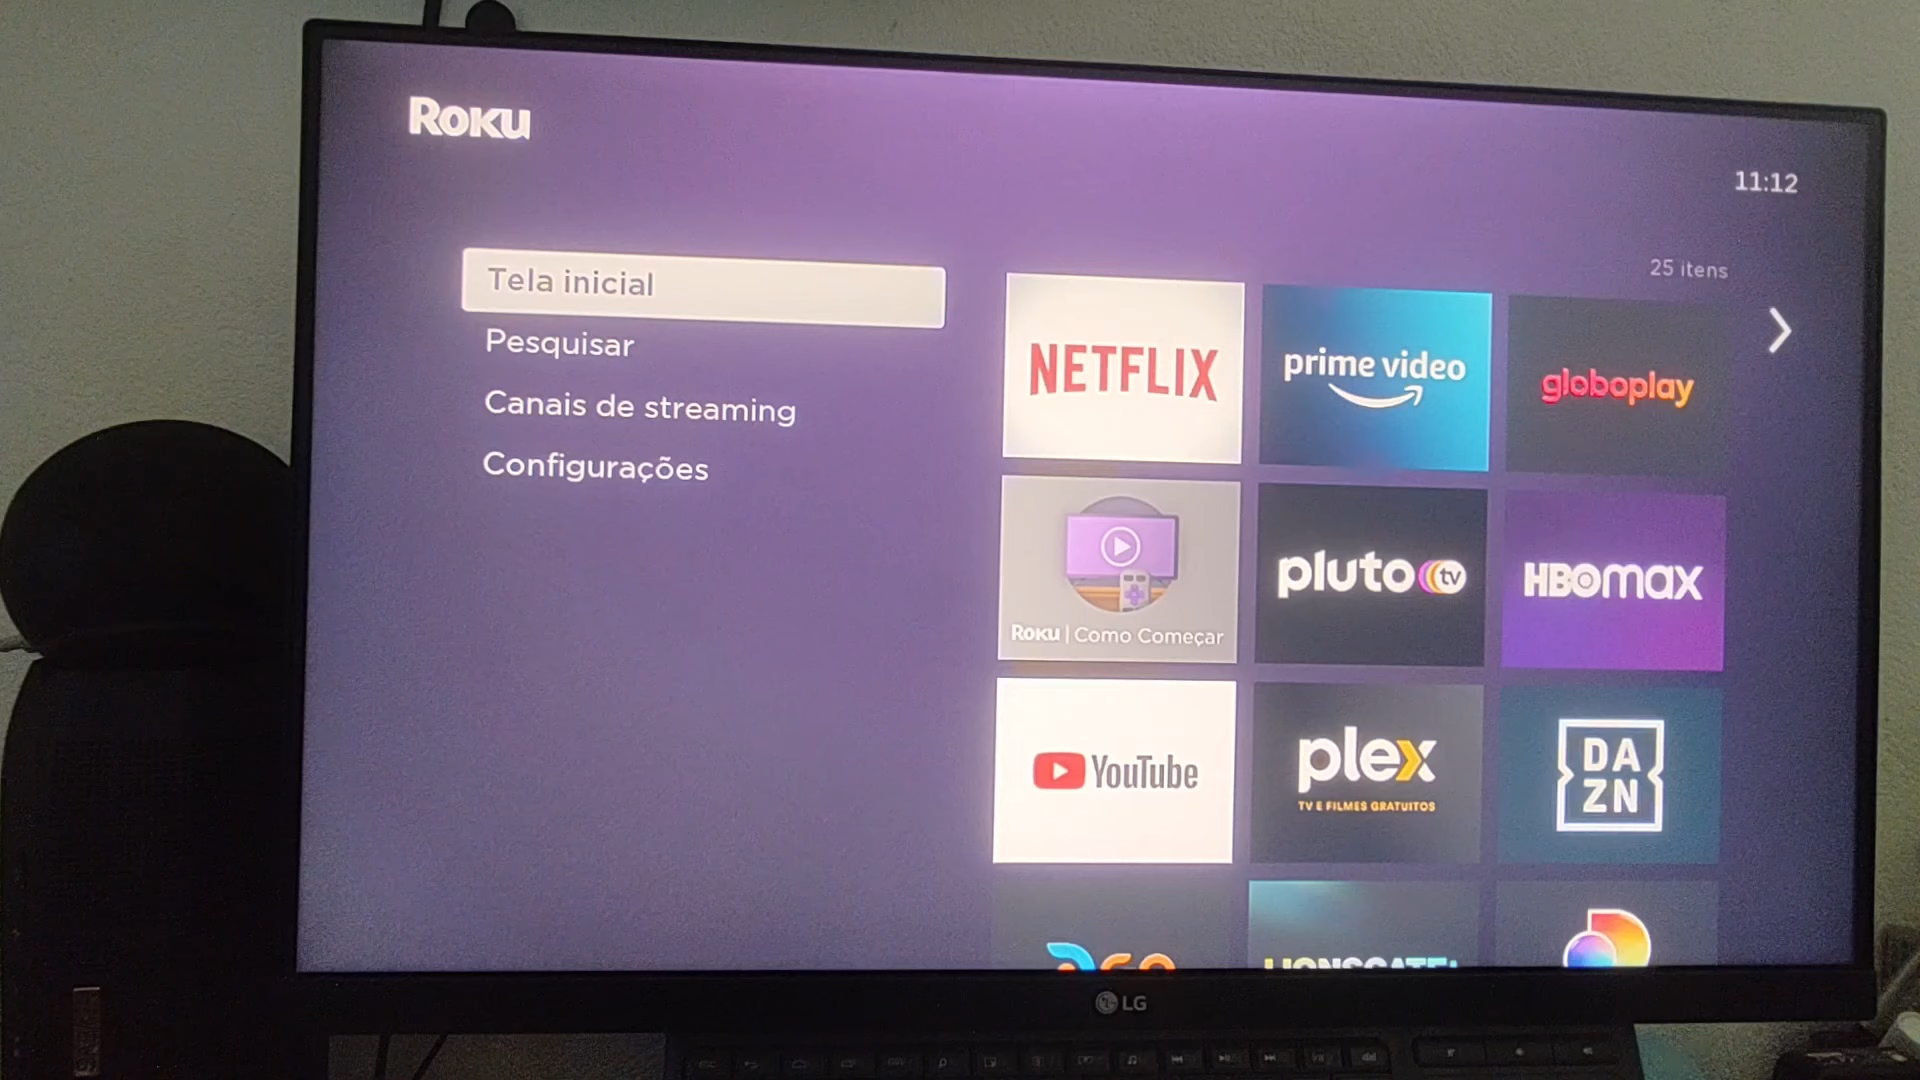 ROKU
11:12
25 itens
Tela inicial
Pesquisar
Canais de streaming
Configurações
NETFLIX
prime video
globoplay
ROKU | Como Começar
pluto tv
HBOmax
YouTube
plex
TV E FILMES GRATUITOS
DA
ZN
LIONSGATE+
LG